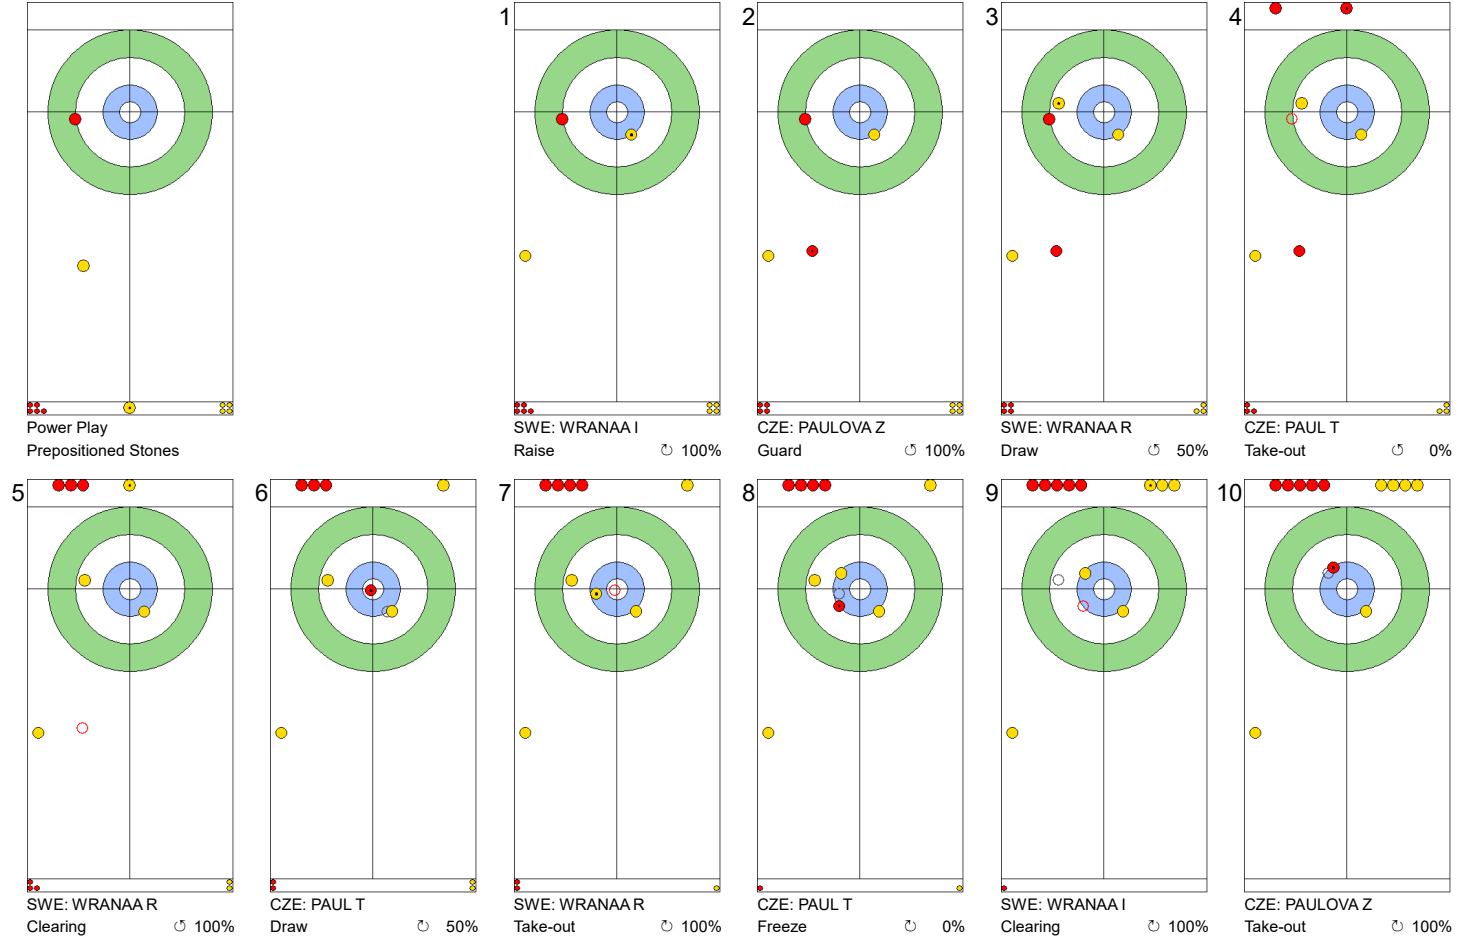 1
2
3
4
Power Play
Prepositioned Stones
SWE: WRANAA I
Raise 100%
CZE: PAULOVA Z
Guard 100%
SWE: WRANAA R
Draw 50%
CZE: PAUL T
Take-out 0%
5
6
7
8
9
10
SWE: WRANAA R
Clearing 100%
CZE: PAUL T
Draw 50%
SWE: WRANAA R
Take-out 100%
CZE: PAUL T
Freeze 0%
SWE: WRANAA I
Clearing 100%
CZE: PAULOVA Z
Take-out 100%